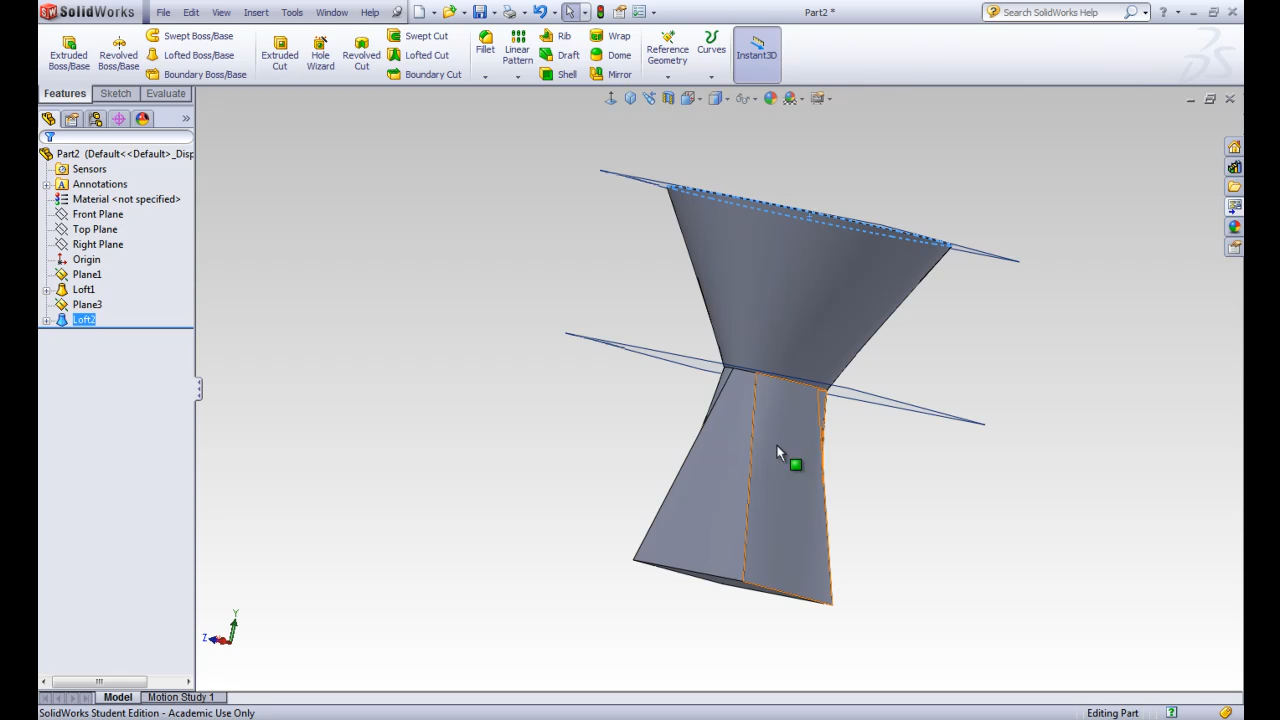 SolidWorks File Edit View Insert Tools Window Help Part2 * Search SolidWorks Help
Extruded Boss/Base
Revolved Boss/Base
Swept Boss/Base
Lofted Boss/Base
Boundary Boss/Base
Extruded Cut
Hole Wizard
Revolved Cut
Swept Cut
Lofted Cut
Boundary Cut
Fillet
Linear Pattern
Rib
Draft
Shell
Wrap
Dome
Mirror
Reference Geometry
Curves
Instant3D
Features Sketch Evaluate
Part2 (Default<<Default>_Disp
Sensors
Annotations
Material <not specified>
Front Plane
Top Plane
Right Plane
Origin
Plane1
Loft1
Plane3
Loft2
Y
Z
Model Motion Study 1
SolidWorks Student Edition - Academic Use Only Editing Part